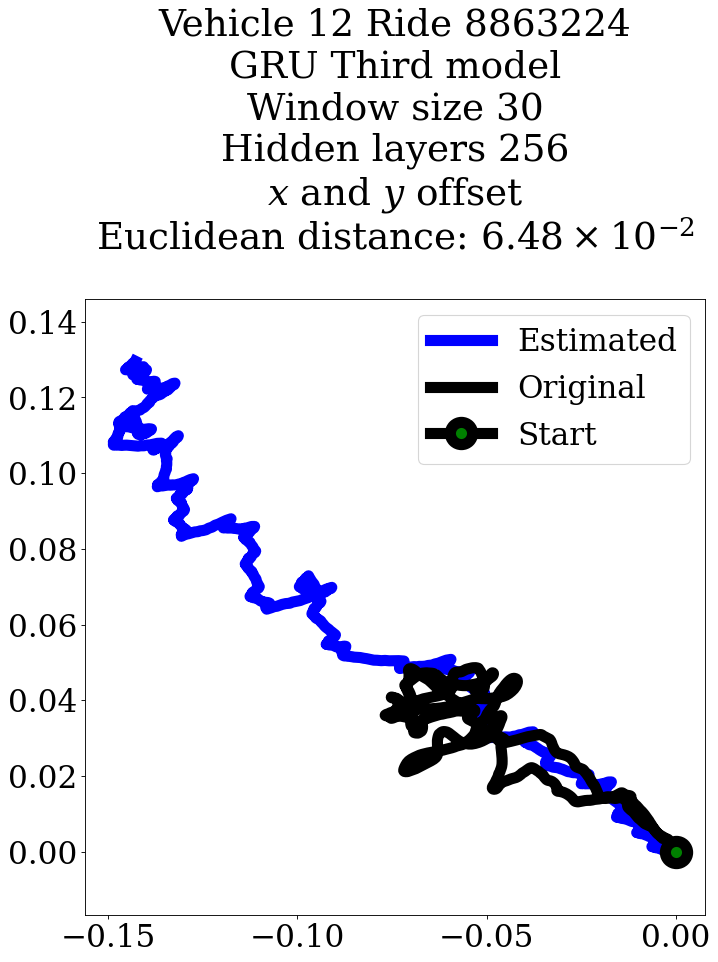 Vehicle 12 Ride 8863224
GRU Third model
Window size 30
Hidden layers 256
x and y offset
Euclidean distance: 6.48 × 10⁻²
Estimated
Original
Start
0.14
0.12
0.10
0.08
0.06
0.04
0.02
0.00
−0.15 −0.10 −0.05 0.00